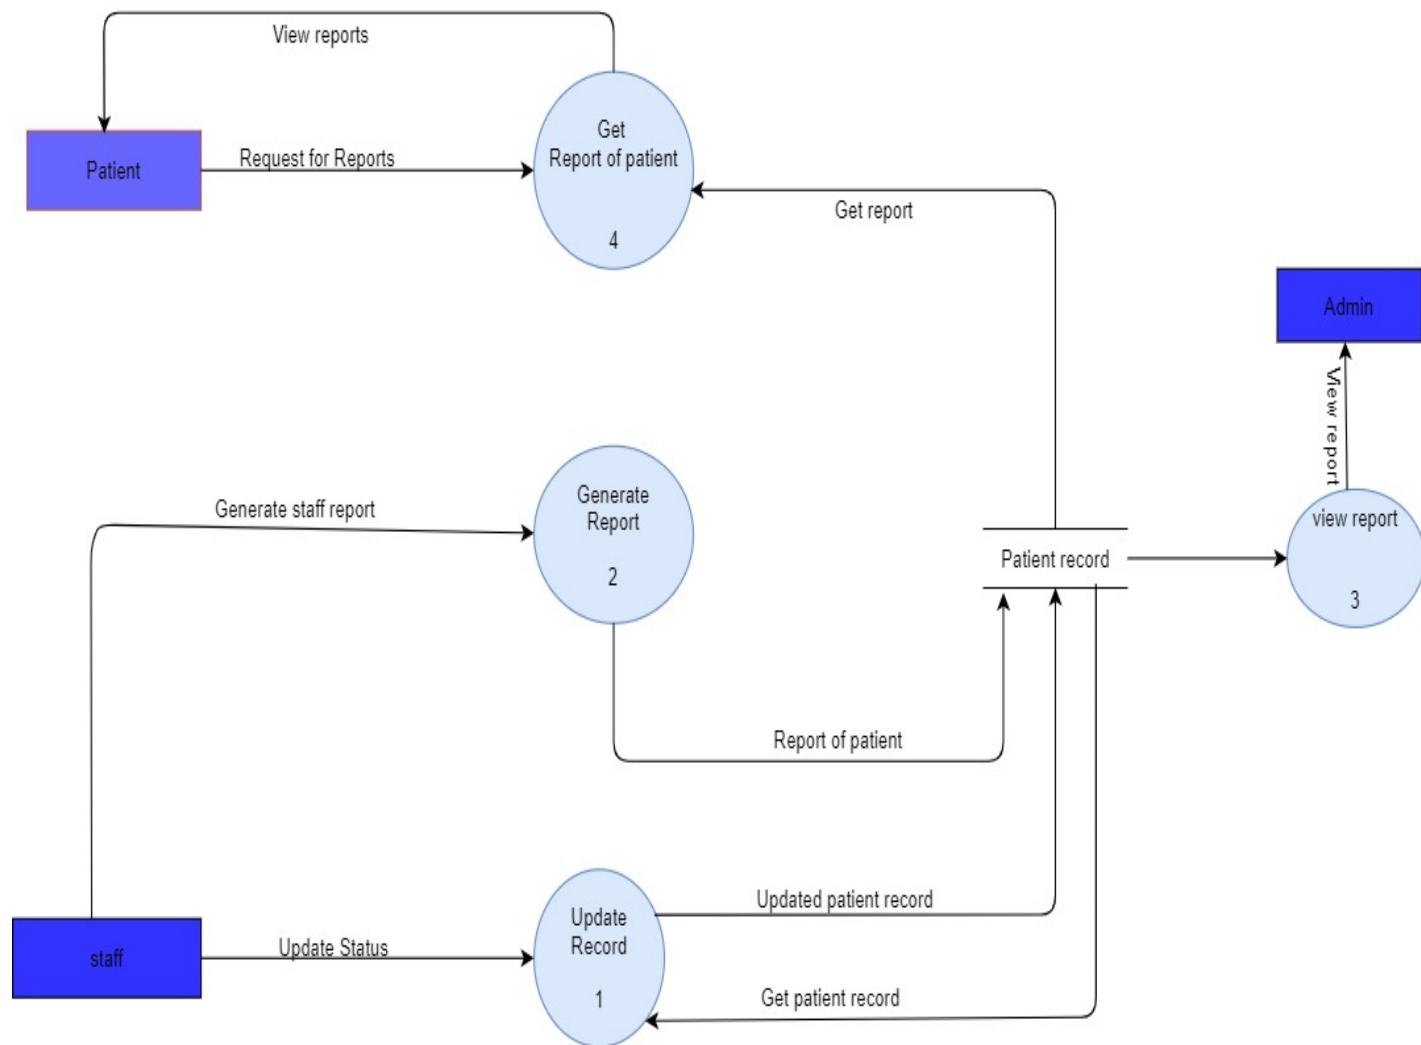 View reports
Patient
Request for Reports
Get
Report of patient
4
Get report
Admin
View report
Generate staff report
Generate
Report
2
Patient record
view report
3
Report of patient
staff
Update Status
Update
Record
1
Updated patient record
Get patient record